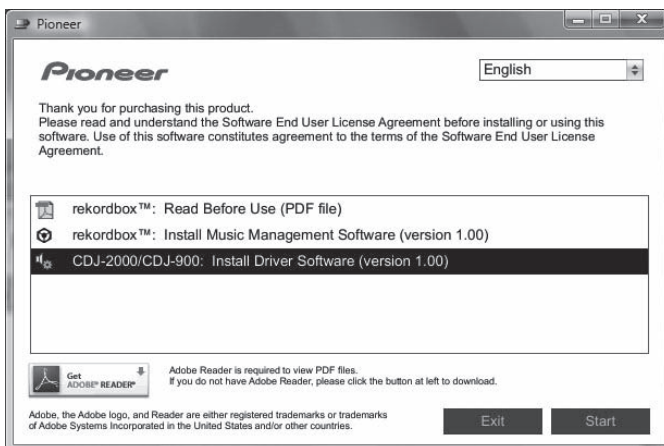 Pioneer
Pioneer
English
Thank you for purchasing this product.
Please read and understand the Software End User License Agreement before installing or using this
software. Use of this software constitutes agreement to the terms of the Software End User License
Agreement.
rekordbox™: Read Before Use (PDF file)
rekordbox™: Install Music Management Software (version 1.00)
CDJ-2000/CDJ-900: Install Driver Software (version 1.00)
Get
ADOBE® READER®
Adobe Reader is required to view PDF files.
If you do not have Adobe Reader, please click the button at left to download.
Adobe, the Adobe logo, and Reader are either registered trademarks or trademarks
of Adobe Systems Incorporated in the United States and/or other countries.
Exit
Start